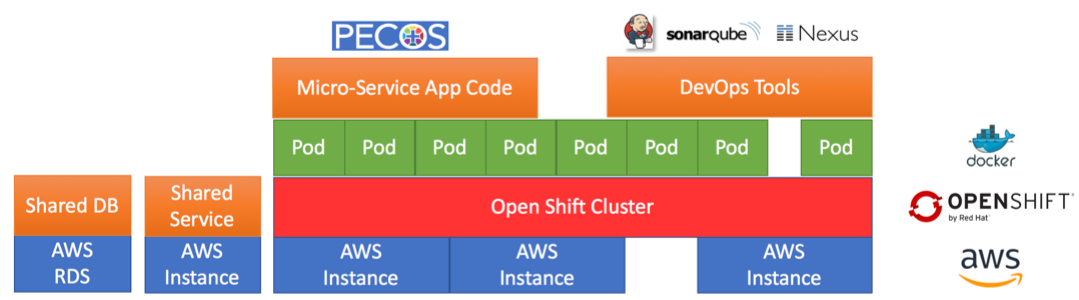 PECOS
sonarqube
Nexus
Micro-Service App Code
DevOps Tools
Pod
Pod
Pod
Pod
Pod
Pod
Pod
Pod
docker
Shared DB
Shared
Service
Open Shift Cluster
OPENSHIFT
by Red Hat
AWS
RDS
AWS
Instance
AWS
Instance
AWS
Instance
AWS
Instance
aws